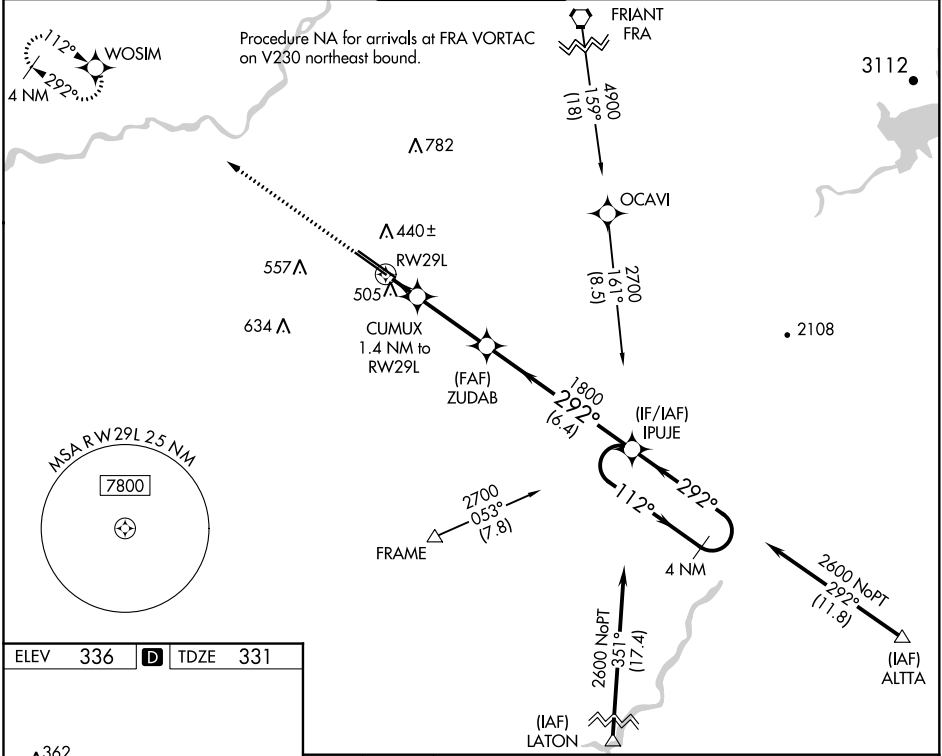 FRIANT
FRA
112°
WOSIM
292°
4 NM
Procedure NA for arrivals at FRA VORTAC
on V230 northeast bound.
3112
4900
159°
(18)
782
OCAVI
440±
RW29L
557
505
2700
161°
(8.5)
634
CUMUX
1.4 NM to
RW29L
2108
(FAF)
ZUDAB
1800
292°
(6.4)
(IF/IAF)
IPUJE
MSA RW29L 25 NM
7800
292°
112°
2700
053°
(7.8)
FRAME
4 NM
2600 NoPT
292°
(11.8)
2600 NoPT
351°
(17.4)
(IAF)
ALTTA
ELEV 336 D TDZE 331
(IAF)
LATON
362